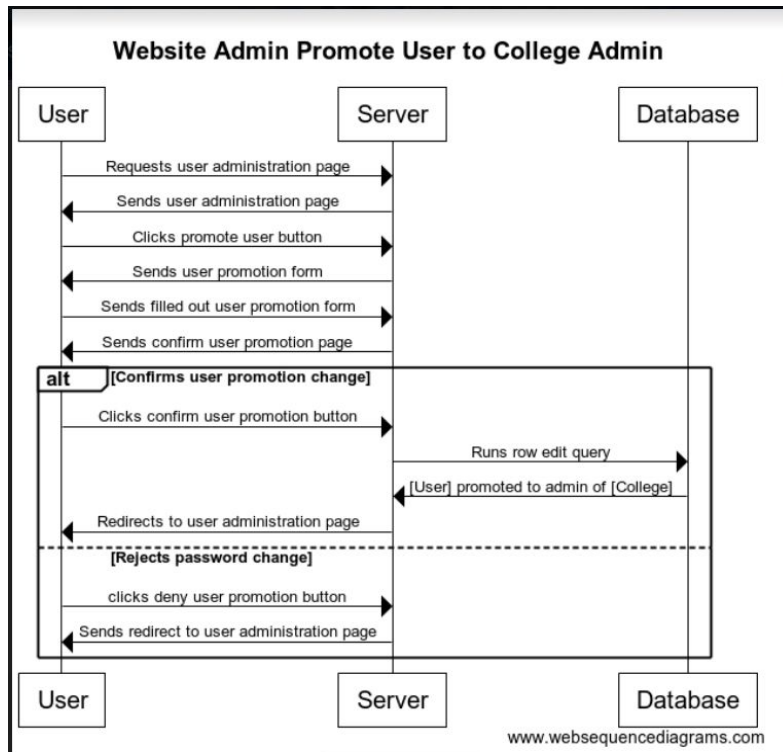 Website Admin Promote User to College Admin
User
Server
Database
Requests user administration page
Sends user administration page
Clicks promote user button
Sends user promotion form
Sends filled out user promotion form
Sends confirm user promotion page
alt
[Confirms user promotion change]
Clicks confirm user promotion button
Runs row edit query
[User] promoted to admin of [College]
Redirects to user administration page
[Rejects password change]
clicks deny user promotion button
Sends redirect to user administration page
User
Server
Database
www.websequencediagrams.com